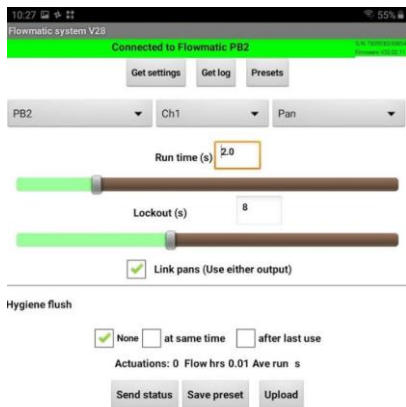 10:27 55%
Flowmatic system V28
Connected to Flowmatic PB2
Get settings Get log Presets
PB2 Ch1 Pan
Run time (s) 2.0
Lockout (s) 8
Link pans (Use either output)
Hygiene flush
None at same time after last use
Actuations: 0 Flow hrs 0.01 Ave run s
Send status Save preset Upload